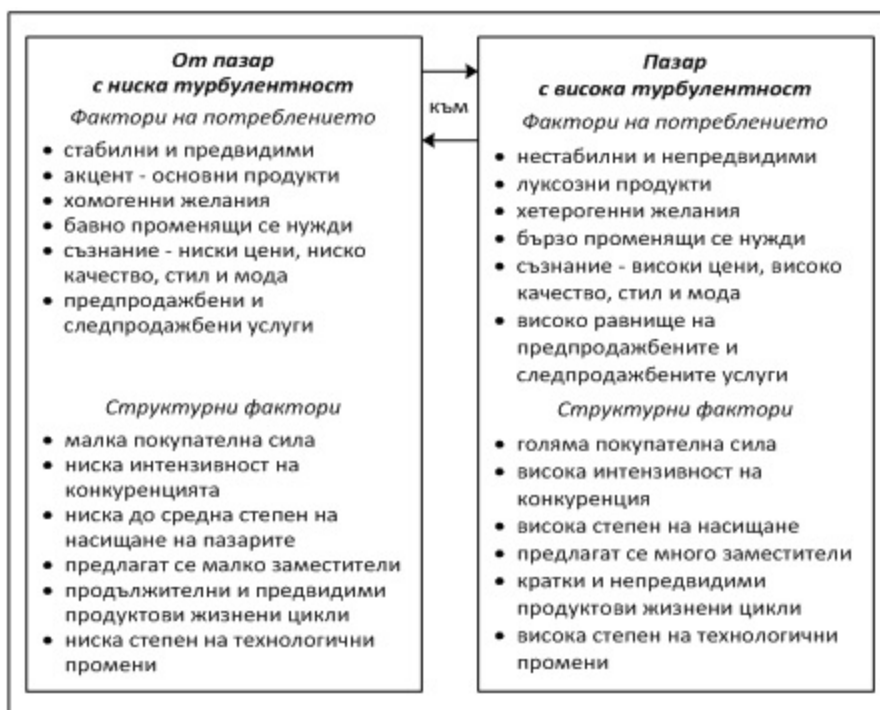 От пазар
с ниска турбулентност
Фактори на потреблението
• стабилни и предвидими
• акцент - основни продукти
• хомогенни желания
• бавно променящи се нужди
• съзнание - ниски цени, ниско
качество, стил и мода
• предпродажбени и
следпродажбени услуги
Структурни фактори
• малка покупателна сила
• ниска интензивност на
конкуренцията
• ниска до средна степен на
насищане на пазарите
• предлагат се малко заместители
• продължителни и предвидими
продуктови жизнени цикли
• ниска степен на технологични
промени
към
Пазар
с висока турбулентност
Фактори на потреблението
• нестабилни и непредвидими
• луксозни продукти
• хетерогенни желания
• бързо променящи се нужди
• съзнание - високи цени, високо
качество, стил и мода
• високо равнище на
предпродажбените и
следпродажбените услуги
Структурни фактори
• голяма покупателна сила
• висока интензивност на
конкуренция
• висока степен на насищане
• предлагат се много заместители
• кратки и непредвидими
продуктови жизнени цикли
• висока степен на технологични
промени